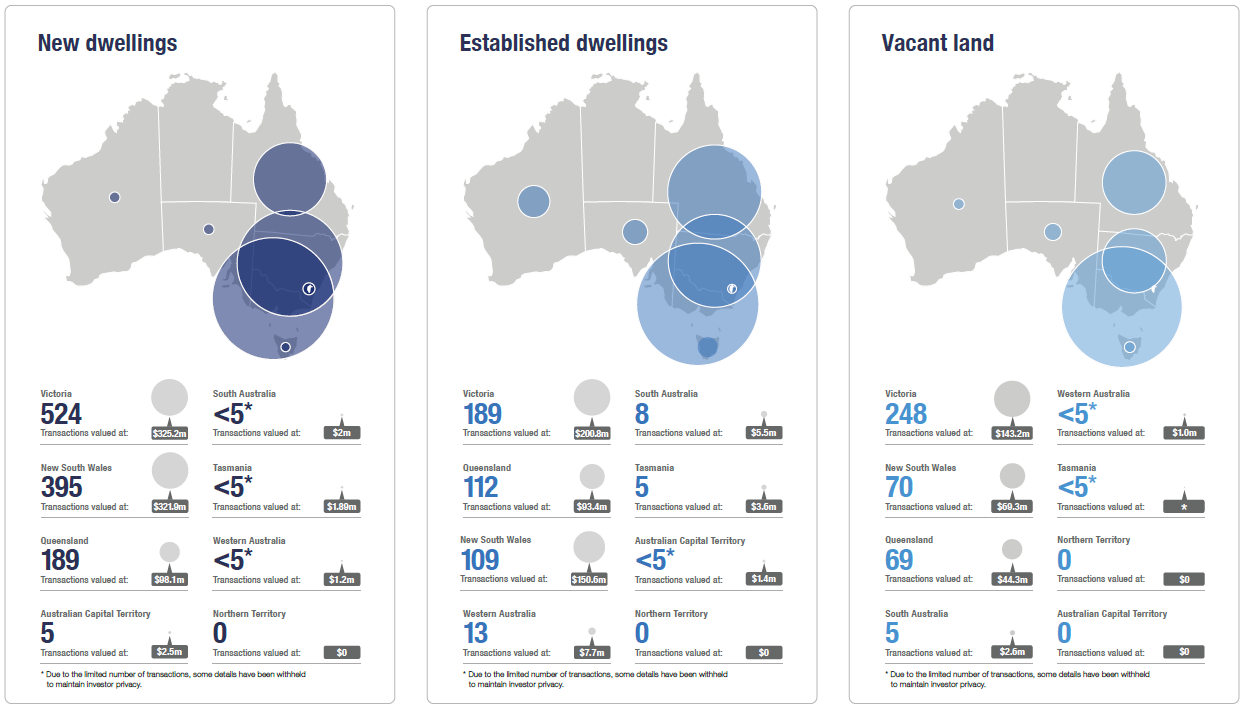 New dwellings
Victoria
524
Transactions valued at:
$325.2m
South Australia
<5*
Transactions valued at:
$2m
New South Wales
395
Transactions valued at:
$321.9m
Tasmania
<5*
Transactions valued at:
$1.89m
Queensland
189
Transactions valued at:
$98.1m
Western Australia
<5*
Transactions valued at:
$1.2m
Australian Capital Territory
5
Transactions valued at:
$2.5m
Northern Territory
0
Transactions valued at:
$0
* Due to the limited number of transactions, some details have been withheld
to maintain investor privacy.
Established dwellings
Victoria
189
Transactions valued at:
$200.8m
South Australia
8
Transactions valued at:
$5.5m
Queensland
112
Transactions valued at:
$93.4m
Tasmania
5
Transactions valued at:
$3.6m
New South Wales
109
Transactions valued at:
$150.6m
Australian Capital Territory
<5*
Transactions valued at:
$1.4m
Western Australia
13
Transactions valued at:
$7.7m
Northern Territory
0
Transactions valued at:
$0
* Due to the limited number of transactions, some details have been withheld
to maintain investor privacy.
Vacant land
Victoria
248
Transactions valued at:
$143.2m
Western Australia
<5*
Transactions valued at:
$1.0m
New South Wales
70
Transactions valued at:
$69.3m
Tasmania
<5*
Transactions valued at:
*
Queensland
69
Transactions valued at:
$44.3m
Northern Territory
0
Transactions valued at:
$0
South Australia
5
Transactions valued at:
$2.6m
Australian Capital Territory
0
Transactions valued at:
$0
* Due to the limited number of transactions, some details have been withheld
to maintain investor privacy.